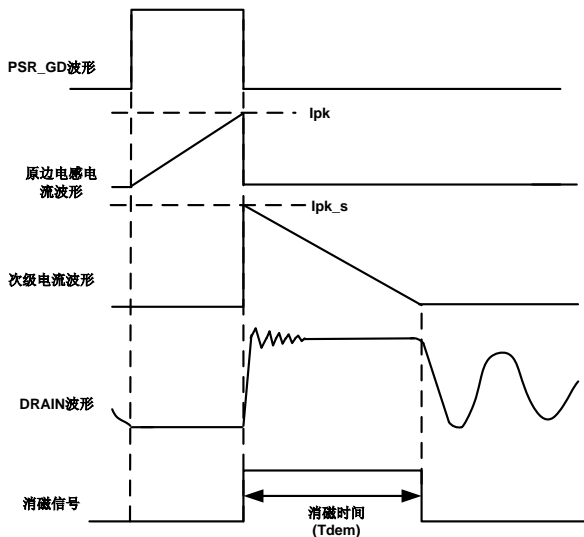 PSR_GD波形
Ipk
原边电感电
流波形
Ipk_s
次级电流波形
DRAIN波形
消磁信号
消磁时间
(Tdem)